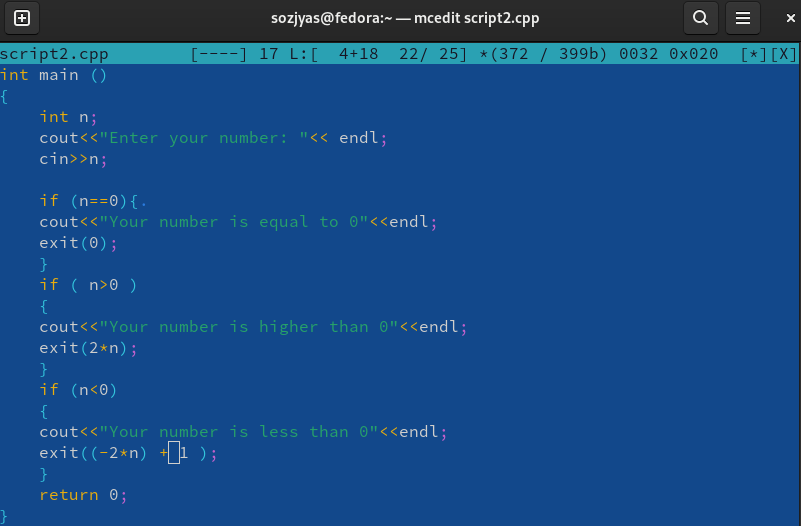 sozjyas@fedora:~ — mcedit script2.cpp
script2.cpp [----] 17 L:[ 4+18 22/ 25] *(372 / 399b) 0032 0x020 [*][X]
int main ()
{
int n;
cout<<"Enter your number: "<< endl;
cin>>n;
if (n==0){.
cout<<"Your number is equal to 0"<<endl;
exit(0);
}
if ( n>0 )
{
cout<<"Your number is higher than 0"<<endl;
exit(2*n);
}
if (n<0)
{
cout<<"Your number is less than 0"<<endl;
exit((-2*n) + 1 );
}
return 0;
}